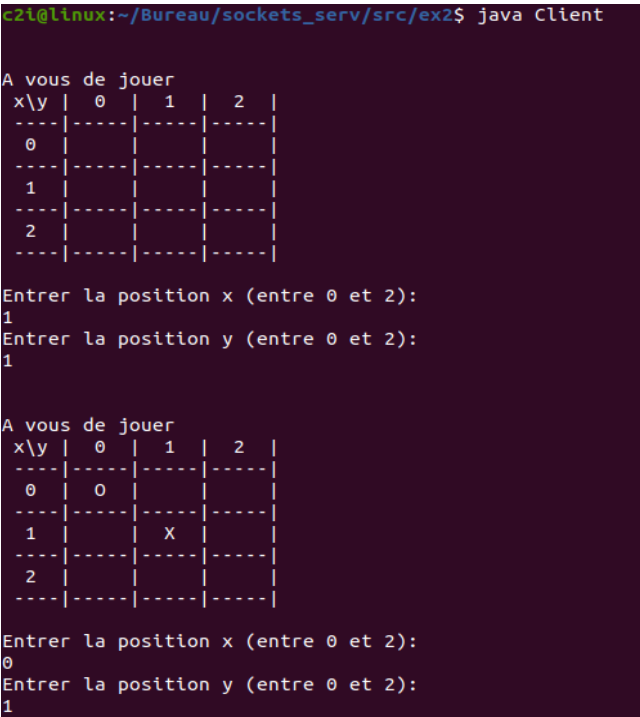 c2i@linux:~/Bureau/sockets_serv/src/ex2$ java Client
A vous de jouer
 x\y |  0  |  1  |  2  |
 ----|-----|-----|-----|
  0  |     |     |     |
 ----|-----|-----|-----|
  1  |     |     |     |
 ----|-----|-----|-----|
  2  |     |     |     |
 ----|-----|-----|-----|
Entrer la position x (entre 0 et 2):
1
Entrer la position y (entre 0 et 2):
1
A vous de jouer
 x\y |  0  |  1  |  2  |
 ----|-----|-----|-----|
  0  |  O  |     |     |
 ----|-----|-----|-----|
  1  |     |  X  |     |
 ----|-----|-----|-----|
  2  |     |     |     |
 ----|-----|-----|-----|
Entrer la position x (entre 0 et 2):
0
Entrer la position y (entre 0 et 2):
1